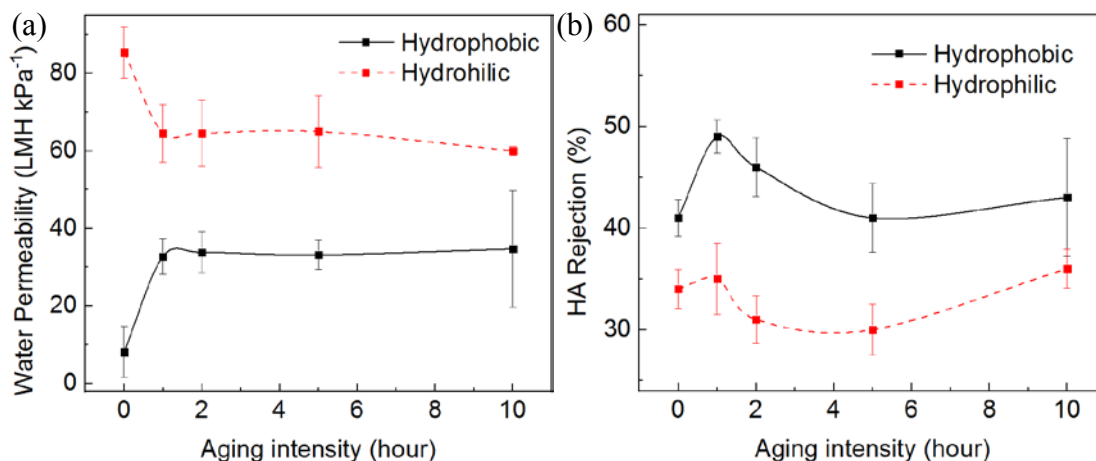 (a)
Water Permeability (LMH kPa⁻¹)
80
60
40
20
0
Hydrophobic
Hydrohilic
0 2 4 6 8 10
Aging intensity (hour)
(b)
HA Rejection (%)
60
50
40
30
Hydrophobic
Hydrophilic
0 2 4 6 8 10
Aging intensity (hour)